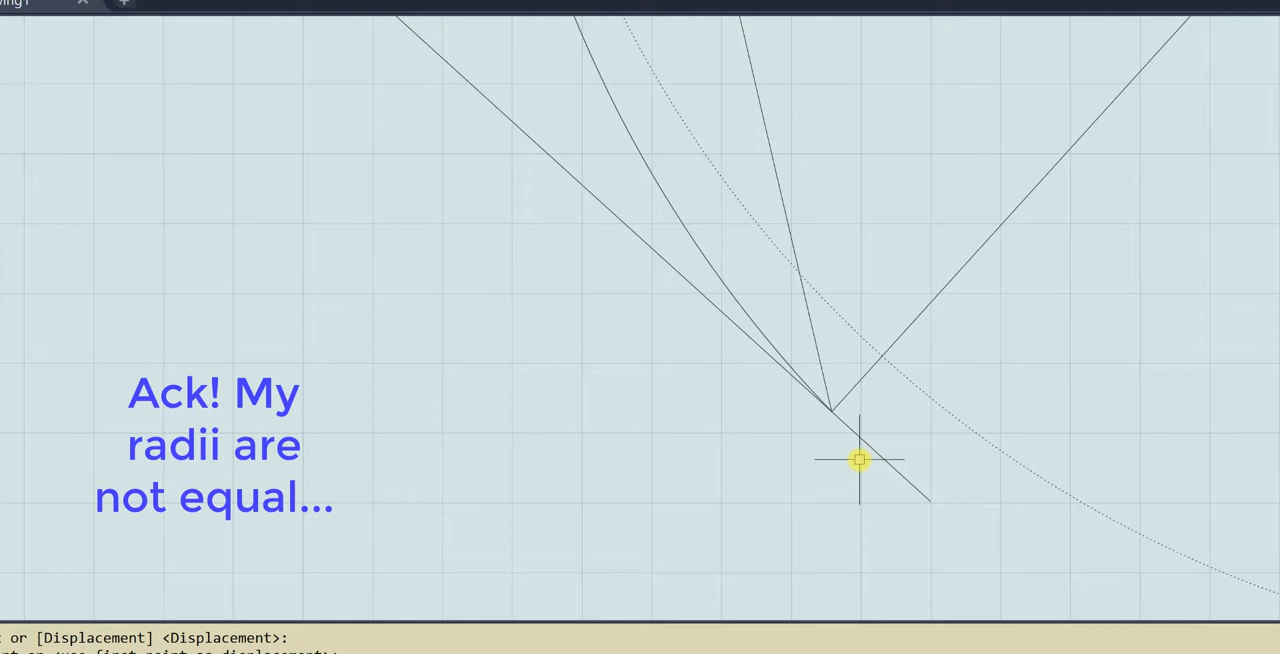 Ack! My
radii are
not equal...
or [Displacement] <Displacement>: